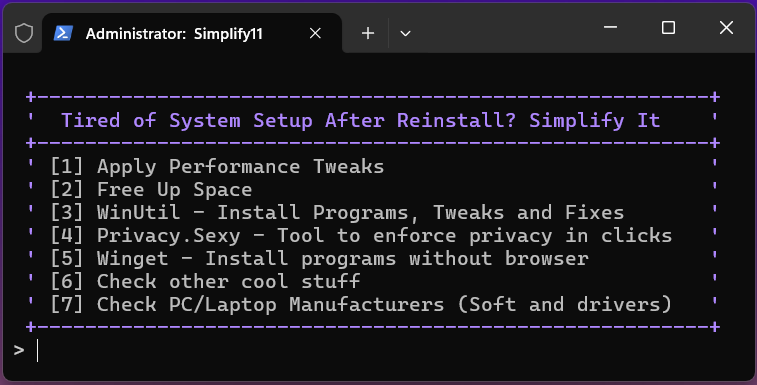 Administrator: Simplify11
+--------------------------------------------------------+
' Tired of System Setup After Reinstall? Simplify It '
+--------------------------------------------------------+
' [1] Apply Performance Tweaks '
' [2] Free Up Space '
' [3] WinUtil - Install Programs, Tweaks and Fixes '
' [4] Privacy.Sexy - Tool to enforce privacy in clicks '
' [5] Winget - Install programs without browser '
' [6] Check other cool stuff '
' [7] Check PC/Laptop Manufacturers (Soft and drivers) '
+--------------------------------------------------------+
>